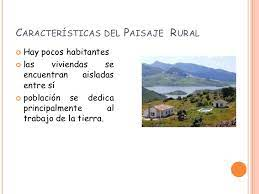 CARACTERÍSTICAS DEL PAISAJE RURAL
Hay pocos habitantes
las viviendas se
encuentran aisladas
entre sí
población se dedica
principalmente al
trabajo de la tierra.